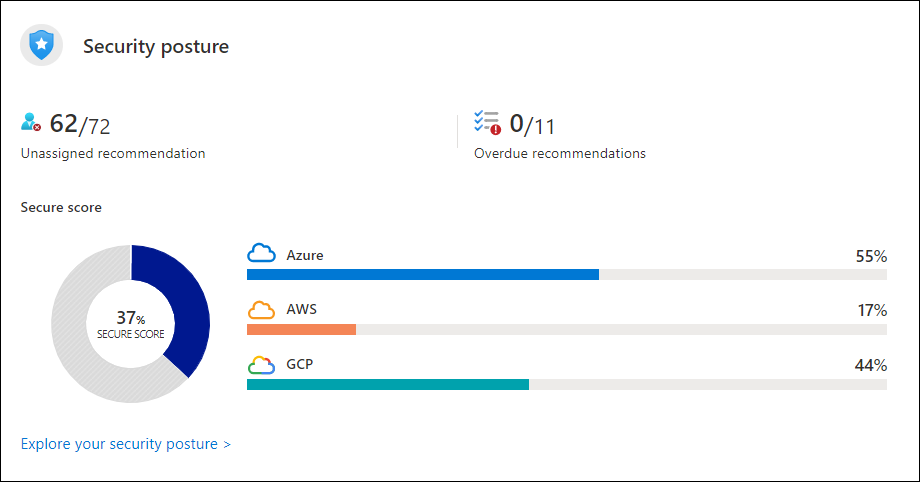 Security posture
62/72
Unassigned recommendation
0/11
Overdue recommendations
Secure score
37%
SECURE SCORE
Azure 55%
AWS 17%
GCP 44%
Explore your security posture >